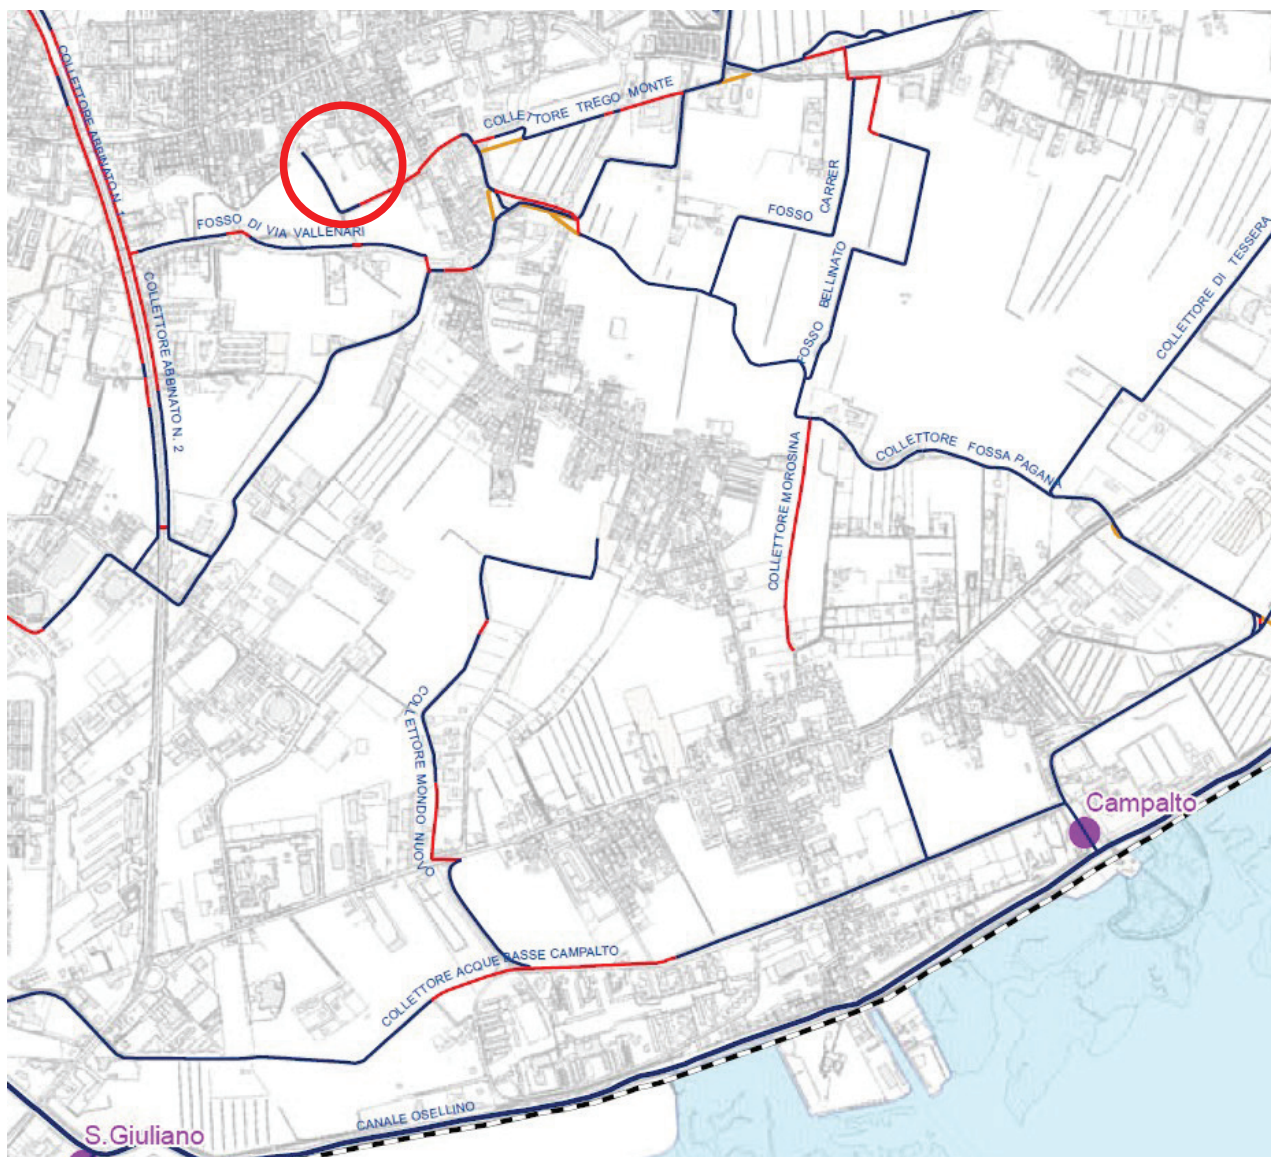 COLLETTORE ABBINATO N. 1
COLLETTORE TREGO MONTE
FOSSO DI VIA VALLENARI
FOSSO CARRER
FOSSO BELLINATO
COLLETTORE DI TESSERA
COLLETTORE ABBINATO N. 2
COLLETTORE FOSSA PAGANA
COLLETTORE MOROSINA
COLLETTORE MONDO NUOVO
Campalto
COLLETTORE ACQUE BASSE CAMPALTO
CANALE OSELLINO
S.Giuliano